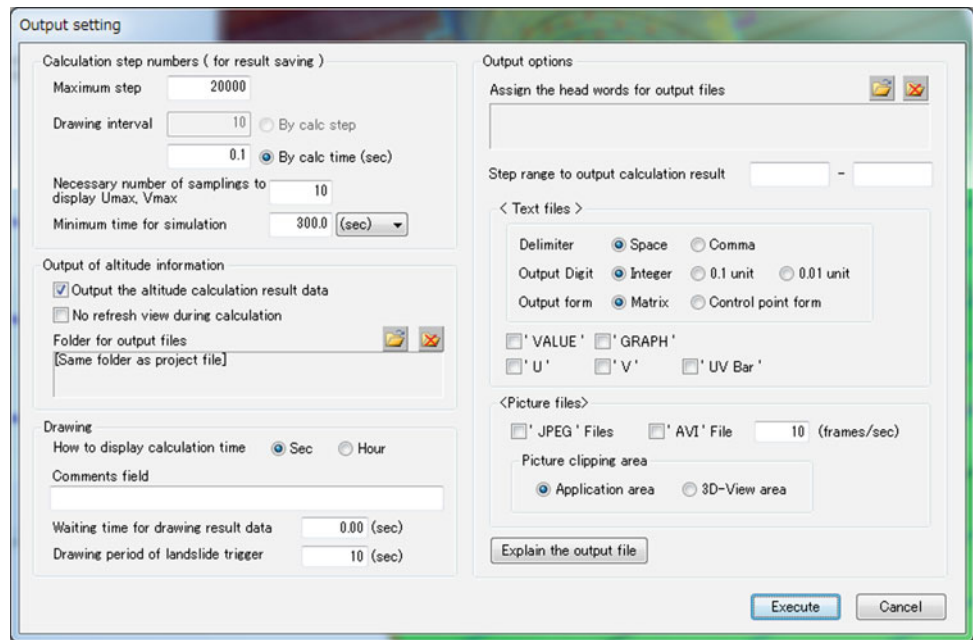 Output setting
Calculation step numbers ( for result saving )
Maximum step 20000
Drawing interval 10 By calc step
0.1 By calc time (sec)
Necessary number of samplings to
display Umax, Vmax 10
Minimum time for simulation 300.0 (sec)
Output of altitude information
Output the altitude calculation result data
No refresh view during calculation
Folder for output files
[Same folder as project file]
Drawing
How to display calculation time Sec Hour
Comments field
Waiting time for drawing result data 0.00 (sec)
Drawing period of landslide trigger 10 (sec)
Output options
Assign the head words for output files
Step range to output calculation result -
< Text files >
Delimiter Space Comma
Output Digit Integer 0.1 unit 0.01 unit
Output form Matrix Control point form
' VALUE ' ' GRAPH '
' U ' ' V ' ' UV Bar '
<Picture files>
' JPEG ' Files ' AVI ' File 10 (frames/sec)
Picture clipping area
Application area 3D-View area
Explain the output file
Execute Cancel